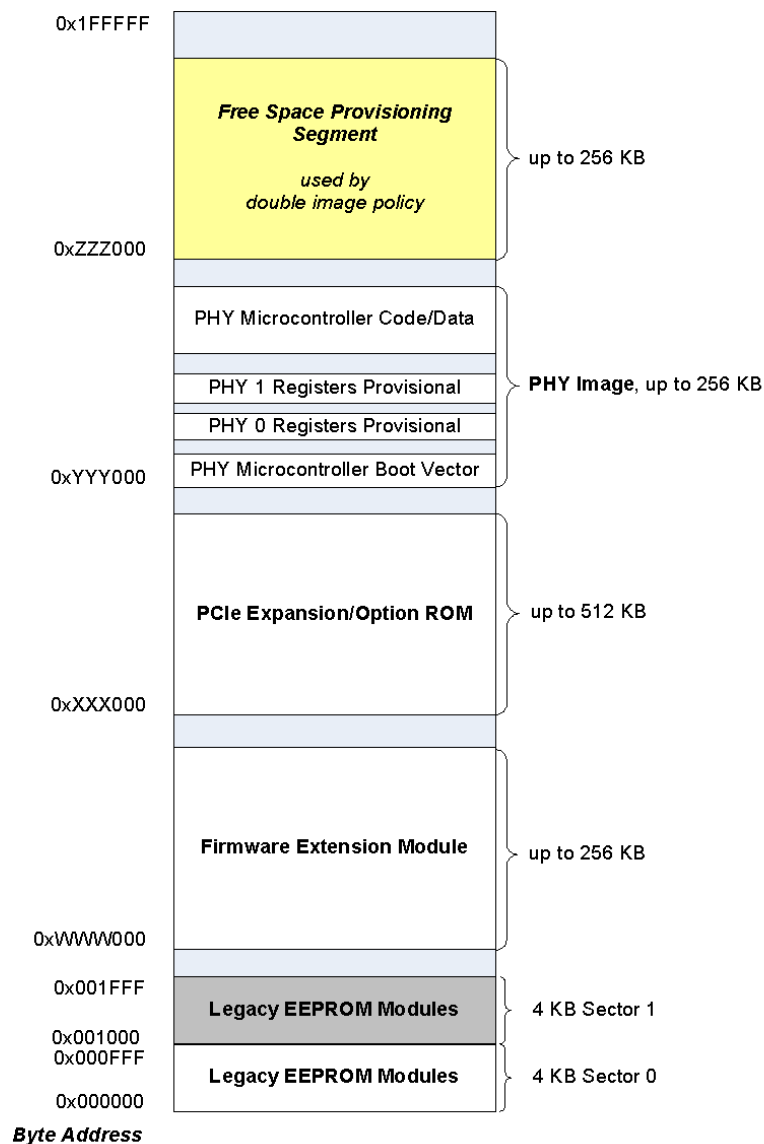 0x1FFFFF
Free Space Provisioning
Segment
used by
double image policy
up to 256 KB
0xZZZ000
PHY Microcontroller Code/Data
PHY 1 Registers Provisional
PHY Image, up to 256 KB
PHY 0 Registers Provisional
PHY Microcontroller Boot Vector
0xYYY000
PCIe Expansion/Option ROM
up to 512 KB
0xXXX000
Firmware Extension Module
up to 256 KB
0xWWW000
0x001FFF
Legacy EEPROM Modules
4 KB Sector 1
0x001000
0x000FFF
Legacy EEPROM Modules
4 KB Sector 0
0x000000
Byte Address